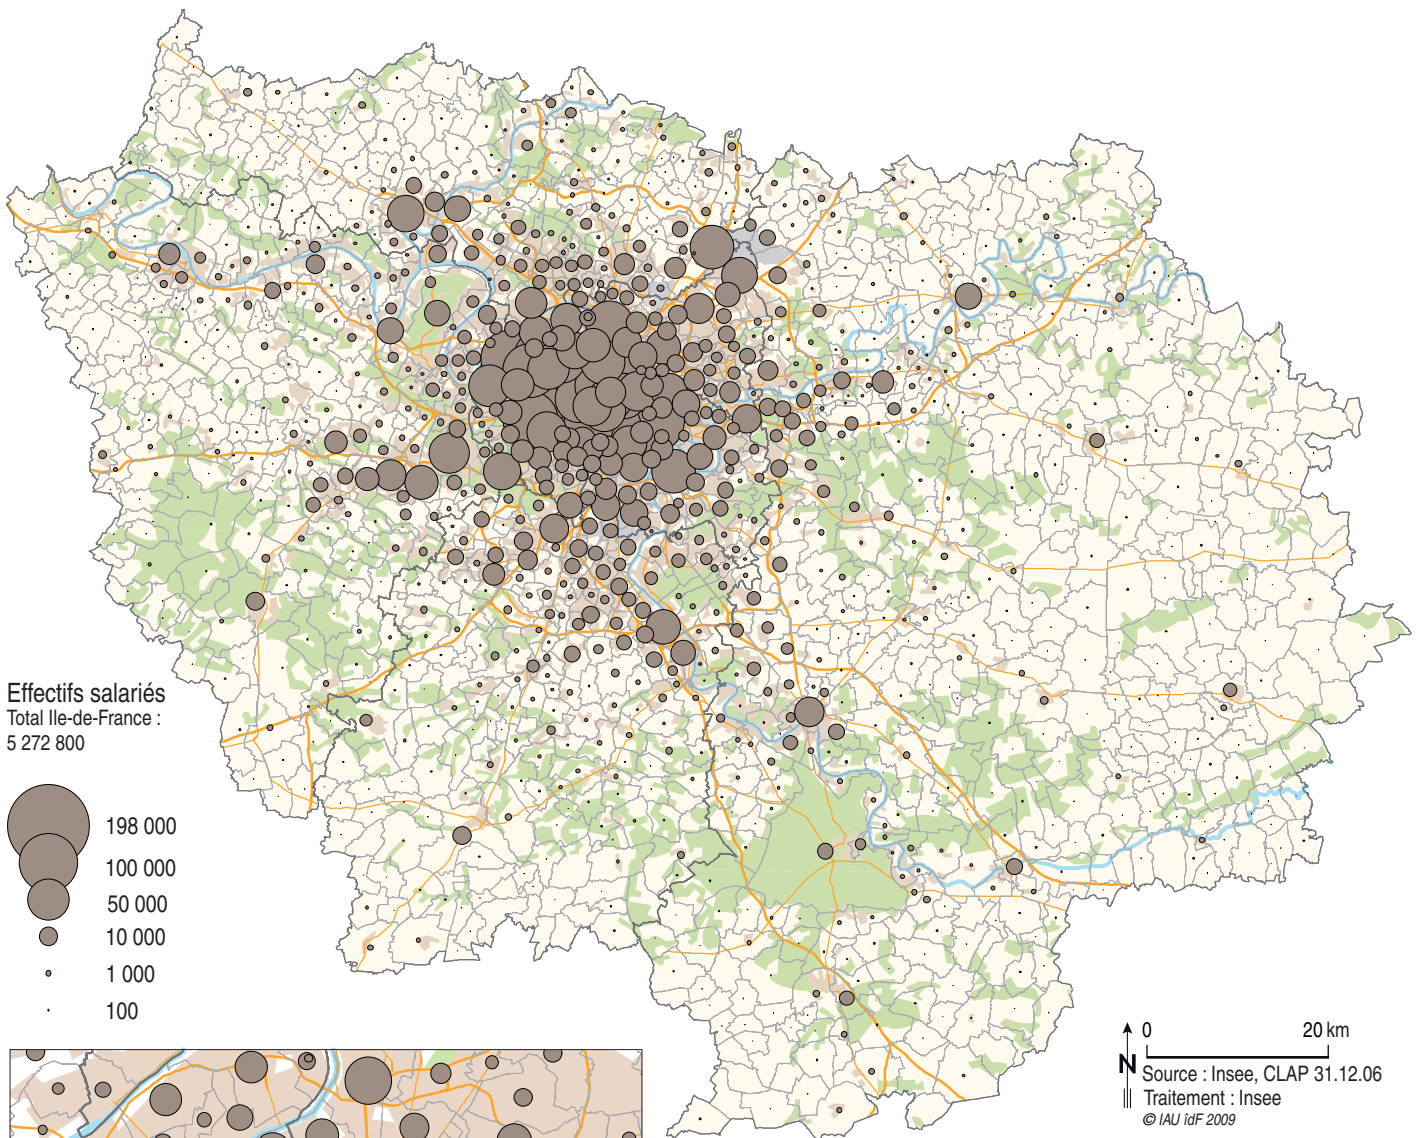 Effectifs salariés
Total Ile-de-France :
5 272 800
198 000
100 000
50 000
10 000
1 000
100
0 20 km
N
Source : Insee, CLAP 31.12.06
Traitement : Insee
© IAU îdF 2009